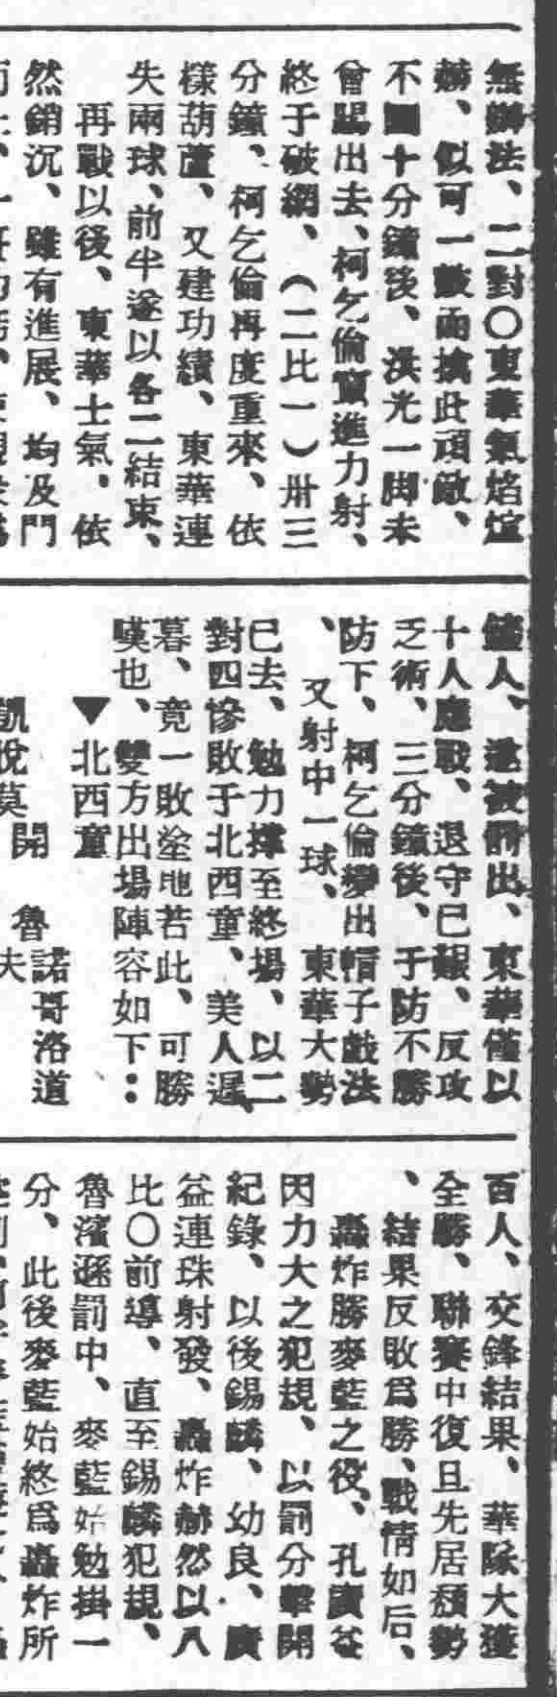 無辦法、二對〇東華氣焰煊
赫、似可一鼓而擒此頑敵、
不圖十分鐘後、洪光一脚未
曾踢出去、柯乞倫竄進力射、
終于破網、(二比一)卅三
分鐘、柯乞倫再度重來、依
樣葫蘆、又建功績、東華連
失兩球、前半遂以各二結束、
再戰以後、東華士氣、依
然銷沉、雖有進展、均及門
人、遂被罰出、東華僅以
十人應戰、退守已艱、反攻
乏術、三分鐘後、于防不勝
防下、柯乞倫變出帽子戲法
、又射中一球、東華大勢
已去、勉力撑至終場、以二
對四慘敗于北西童、美人遲
暮、竟一敗塗地若此、可勝
嘆也、雙方出場陣容如下：
▼北西童
諾哥洛道
魯夫
開
凱悅莫
百人、交鋒結果、華隊大獲
全勝、聯賽中復旦先居頹勢
、結果反敗爲勝、戰情如后、
轟炸勝麥藍之役、孔廣益
閃力大之犯規、以罰分擊開
紀錄、以後錫麟、幼良、廣
益連珠射發、轟炸赫然以八
比〇前導、直至錫麟犯規、
魯濱遜罰中、麥藍始勉掛一
分、此後麥藍始終爲轟炸所